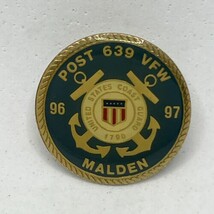 POST 639 VFW
96 97
UNITED STATES COAST GUARD
1790
MALDEN